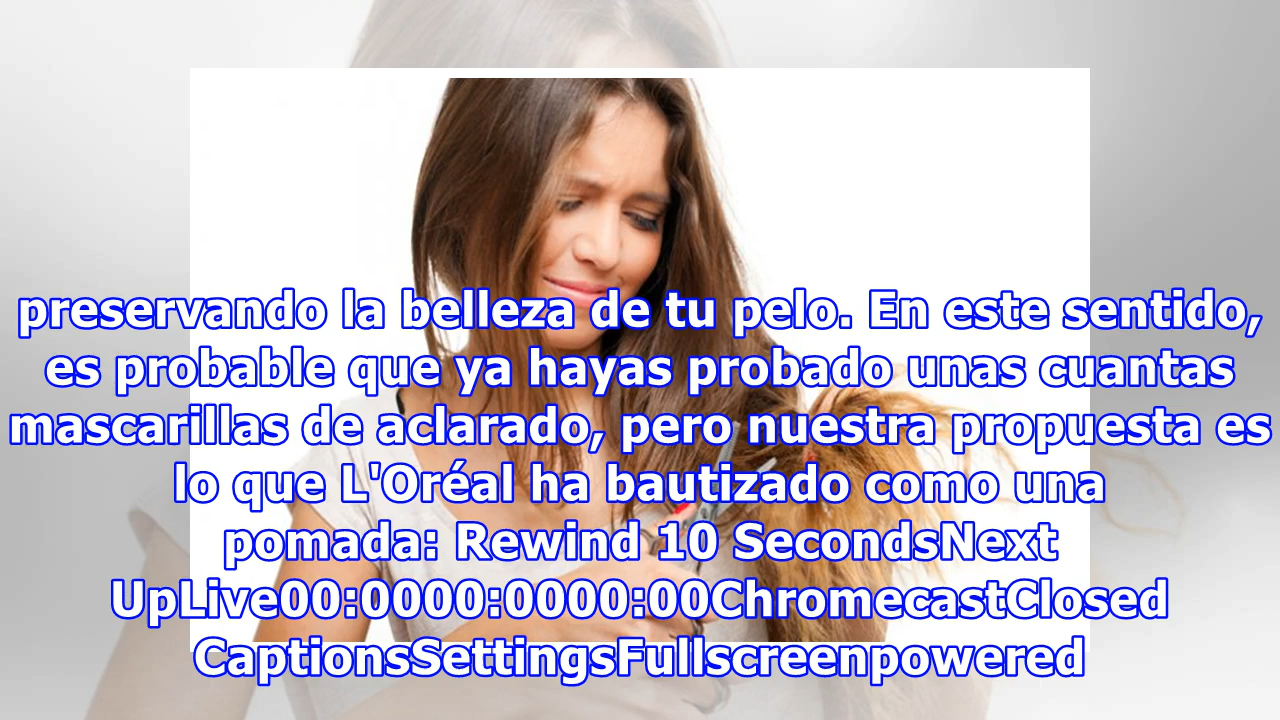 preservando la belleza de tu pelo. En este sentido,
es probable que ya hayas probado unas cuantas
mascarillas de aclarado, pero nuestra propuesta es
lo que L'Oréal ha bautizado como una
pomada: Rewind 10 SecondsNext
UpLive00:0000:0000:00ChromecastClosed
CaptionsSettingsFullscreenpowered